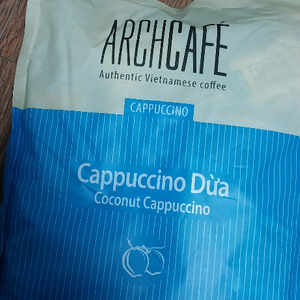 ARCHCAFÉ
Authentic Vietnamese coffee
CAPPUCCINO
Cappuccino Dừa
Coconut Cappuccino